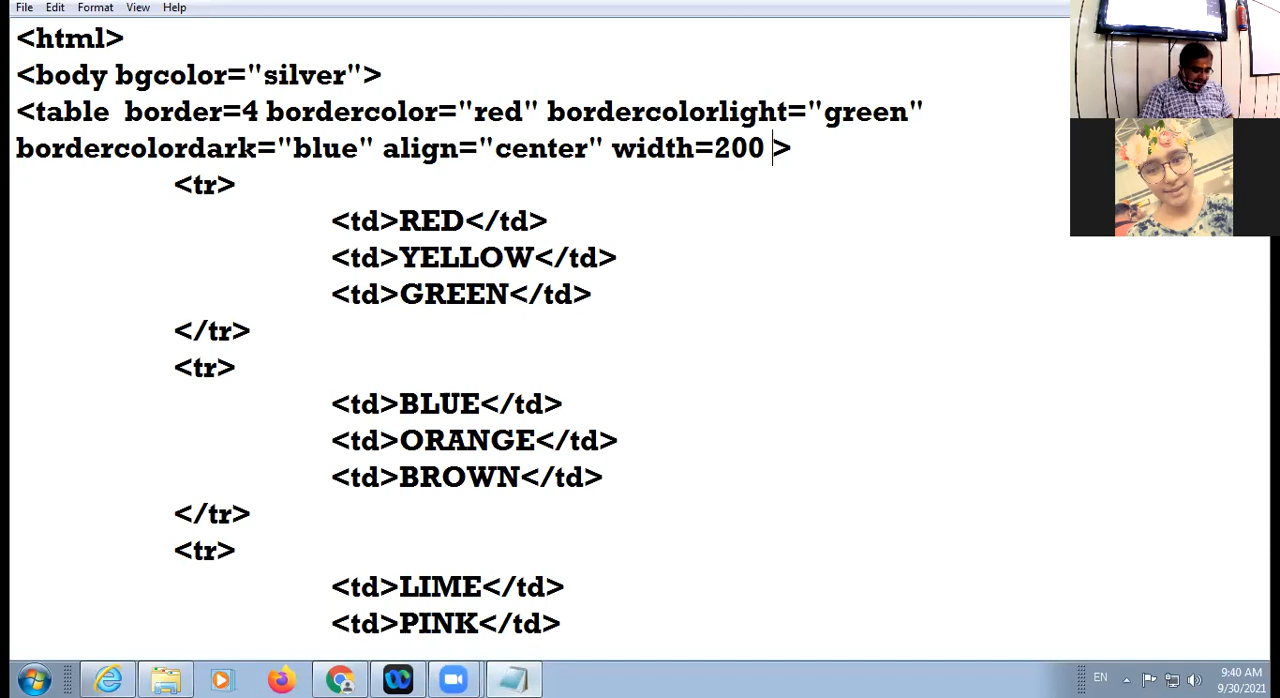 File Edit Format View Help
<html>
<body bgcolor="silver">
<table  border=4 bordercolor="red" bordercolorlight="green"
bordercolordark="blue" align="center" width=200 >
<tr>
<td>RED</td>
<td>YELLOW</td>
<td>GREEN</td>
</tr>
<tr>
<td>BLUE</td>
<td>ORANGE</td>
<td>BROWN</td>
</tr>
<tr>
<td>LIME</td>
<td>PINK</td>
EN
9:40 AM
9/30/2021